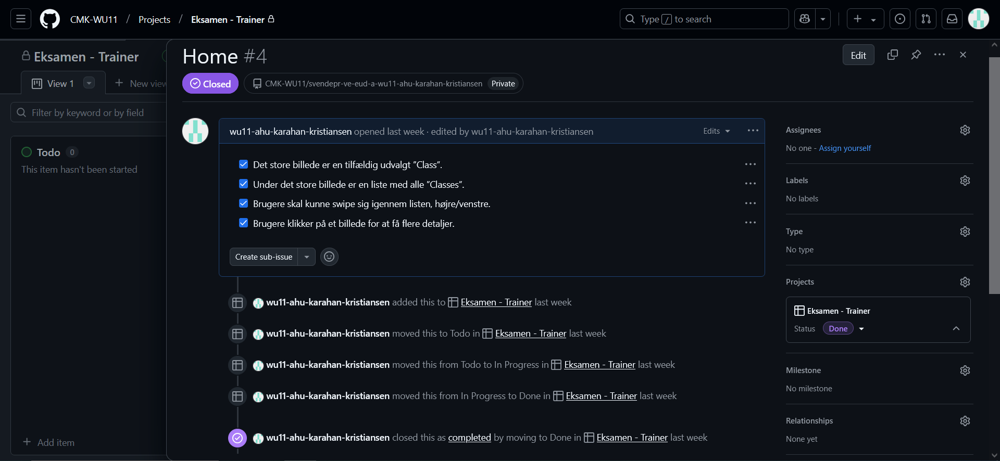 CMK-WU11 / Projects / Eksamen - Trainer
Type / to search
Eksamen - Trainer
View 1
New view
Filter by keyword or by field
Todo 0
This item hasn't been started
Add item
Home #4
Edit
Closed
CMK-WU11/svendepr-ve-eud-a-wu11-ahu-karahan-kristiansen Private
wu11-ahu-karahan-kristiansen opened last week · edited by wu11-ahu-karahan-kristiansen
Edits
Det store billede er en tilfældig udvalgt ”Class”.
Under det store billede er en liste med alle ”Classes”.
Brugere skal kunne swipe sig igennem listen, højre/venstre.
Brugere klikker på et billede for at få flere detaljer.
Create sub-issue
wu11-ahu-karahan-kristiansen added this to Eksamen - Trainer last week
wu11-ahu-karahan-kristiansen moved this to Todo in Eksamen - Trainer last week
wu11-ahu-karahan-kristiansen moved this from Todo to In Progress in Eksamen - Trainer last week
wu11-ahu-karahan-kristiansen moved this from In Progress to Done in Eksamen - Trainer last week
wu11-ahu-karahan-kristiansen closed this as completed by moving to Done in Eksamen - Trainer last week
Assignees
No one - Assign yourself
Labels
No labels
Type
No type
Projects
Eksamen - Trainer
Status Done
Milestone
No milestone
Relationships
None yet